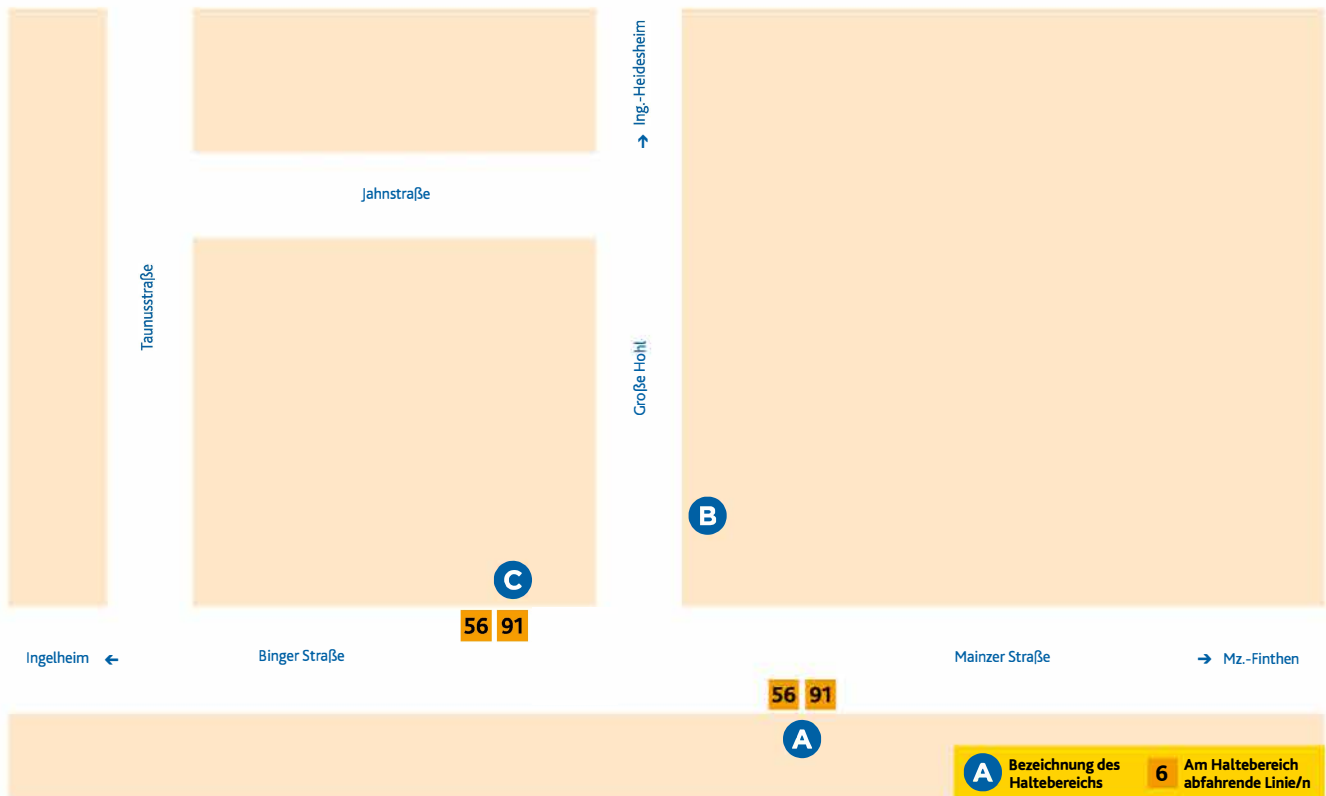 → Ing.-Heidesheim
Jahnstraße
Taunusstraße
Große Hohl
B
C
56 91
Ingelheim ←
Binger Straße
Mainzer Straße
→ Mz.-Finthen
56 91
A
A Bezeichnung des
Haltebereichs
6 Am Haltebereich
abfahrende Linie/n